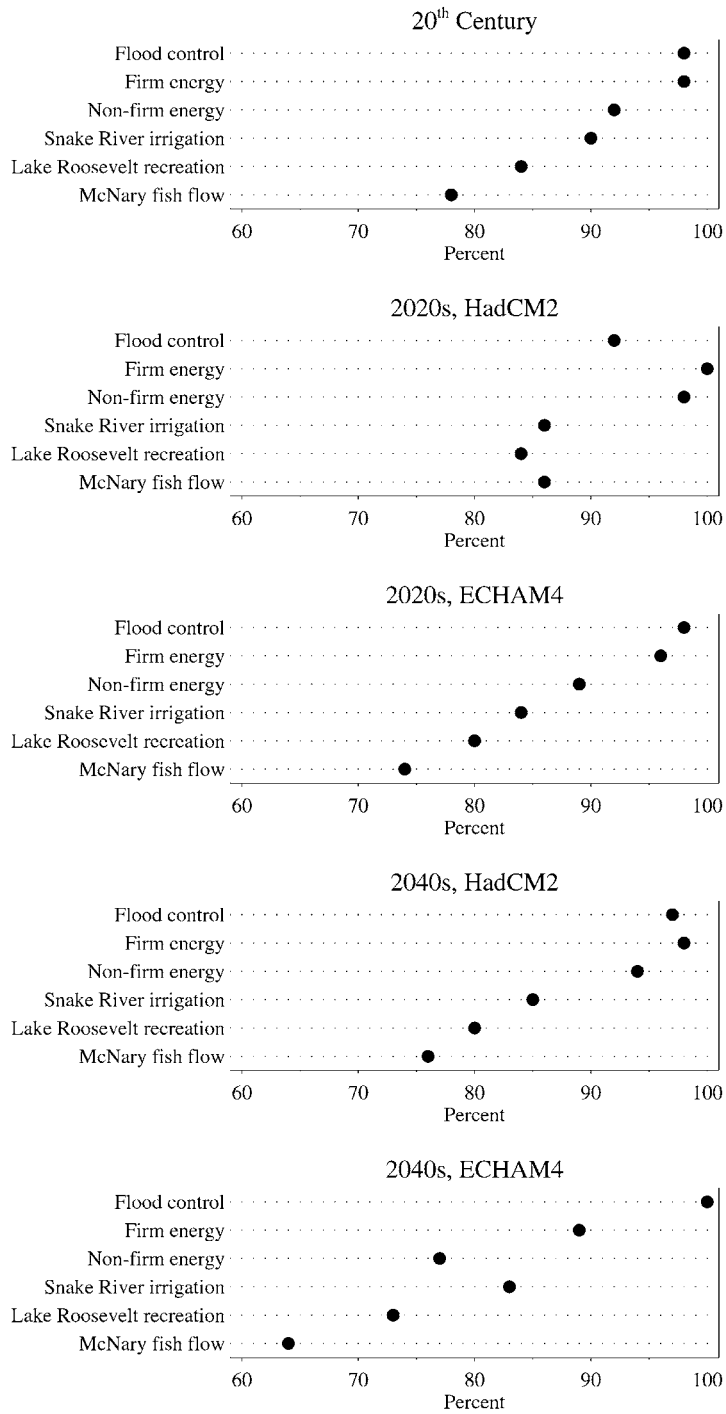 20th Century
Flood control
Firm energy
Non-firm energy
Snake River irrigation
Lake Roosevelt recreation
McNary fish flow
60 70 80 90 100
Percent
2020s, HadCM2
Flood control
Firm energy
Non-firm energy
Snake River irrigation
Lake Roosevelt recreation
McNary fish flow
60 70 80 90 100
Percent
2020s, ECHAM4
Flood control
Firm energy
Non-firm energy
Snake River irrigation
Lake Roosevelt recreation
McNary fish flow
60 70 80 90 100
Percent
2040s, HadCM2
Flood control
Firm energy
Non-firm energy
Snake River irrigation
Lake Roosevelt recreation
McNary fish flow
60 70 80 90 100
Percent
2040s, ECHAM4
Flood control
Firm energy
Non-firm energy
Snake River irrigation
Lake Roosevelt recreation
McNary fish flow
60 70 80 90 100
Percent